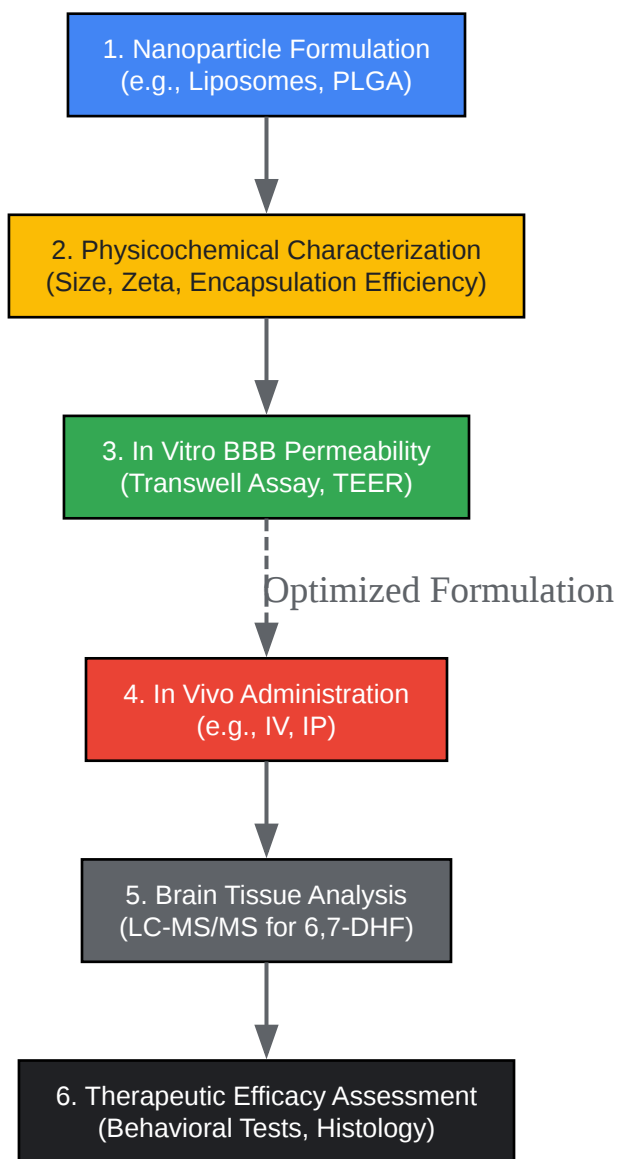 1. Nanoparticle Formulation
(e.g., Liposomes, PLGA)
2. Physicochemical Characterization
(Size, Zeta, Encapsulation Efficiency)
3. In Vitro BBB Permeability
(Transwell Assay, TEER)
Optimized Formulation
4. In Vivo Administration
(e.g., IV, IP)
5. Brain Tissue Analysis
(LC-MS/MS for 6,7-DHF)
6. Therapeutic Efficacy Assessment
(Behavioral Tests, Histology)